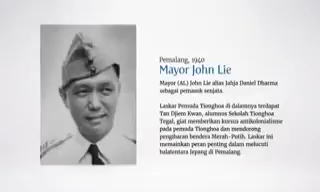 Pemalang, 1940
Mayor John Lie
Mayor (AL) John Lie alias Jahja Daniel Dharma
sebagai pemasok senjata.
Laskar Pemuda Tionghoa di dalamnya terdapat
Tan Djiem Kwan, alumnus Sekolah Tionghoa
Tegal, giat memberikan kursus antikolonialisme
pada pemuda Tionghoa dan mendorong
pengibaran bendera Merah-Putih. Laskar ini
memainkan peran penting dalam melucuti
balatentara Jepang di Pemalang.